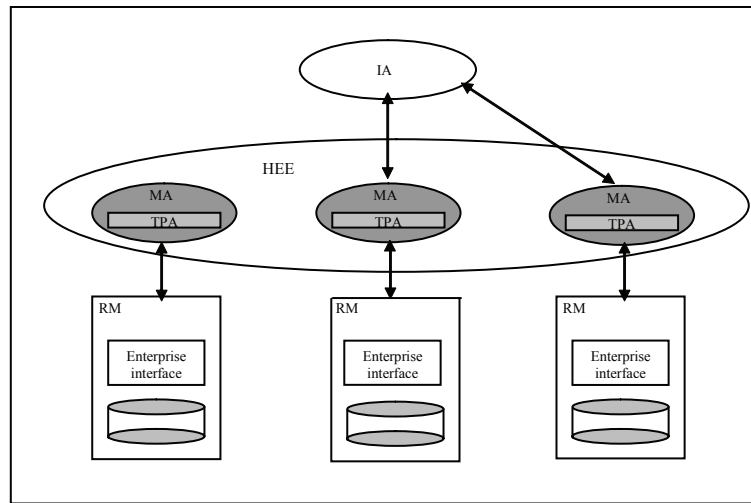 IA
HEE
MA
TPA
MA
TPA
MA
TPA
RM
Enterprise
interface
RM
Enterprise
interface
RM
Enterprise
interface